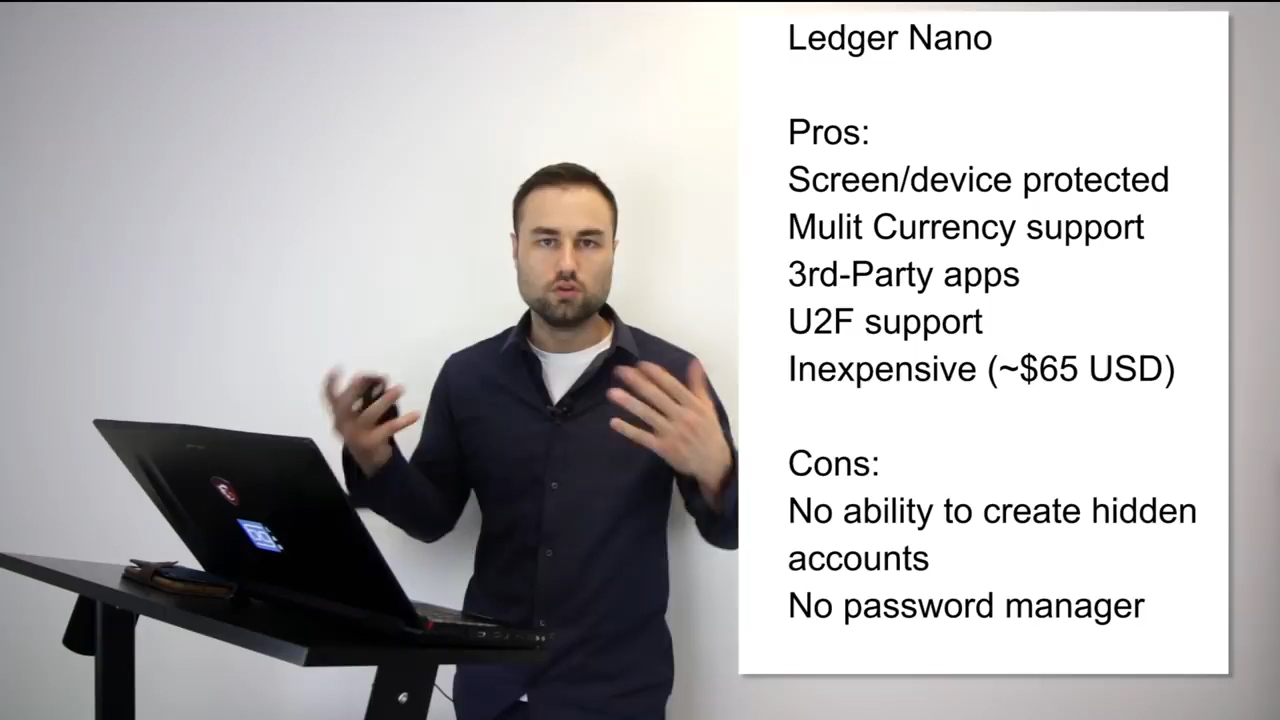 Ledger Nano
Pros:
Screen/device protected
Mulit Currency support
3rd-Party apps
U2F support
Inexpensive (~$65 USD)
Cons:
No ability to create hidden
accounts
No password manager